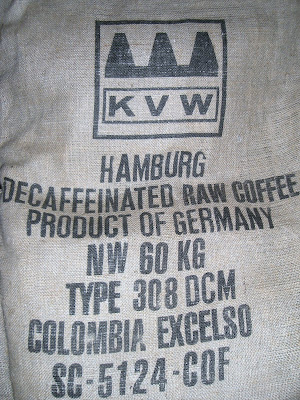 KVW
HAMBURG
DECAFFEINATED RAW COFFEE
PRODUCT OF GERMANY
NW 60 KG
TYPE 308 DCM
COLOMBIA EXCELSO
SC-5124-COF